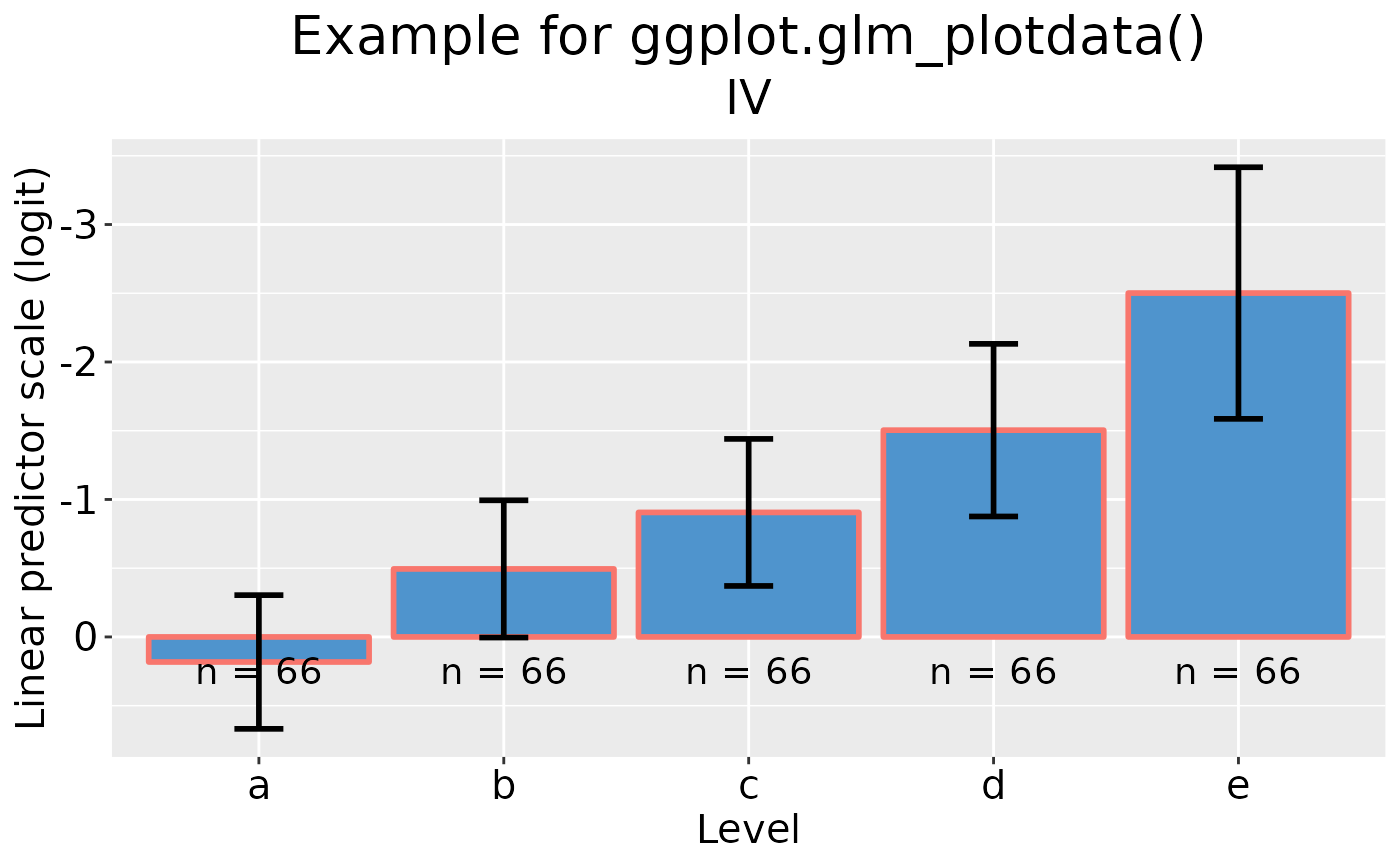 Example for ggplot.glm_plotdata()
IV
Linear predictor scale (logit)
-3
-2
-1
0
n = 66
n = 66
n = 66
n = 66
n = 66
a
b
c
d
e
Level